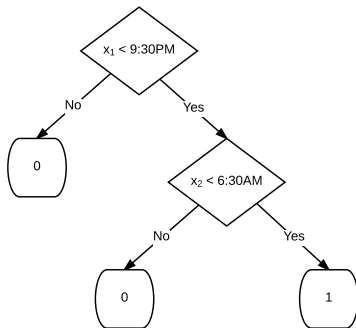 x₁ < 9:30PM
No
Yes
0
x₂ < 6:30AM
No
Yes
0
1